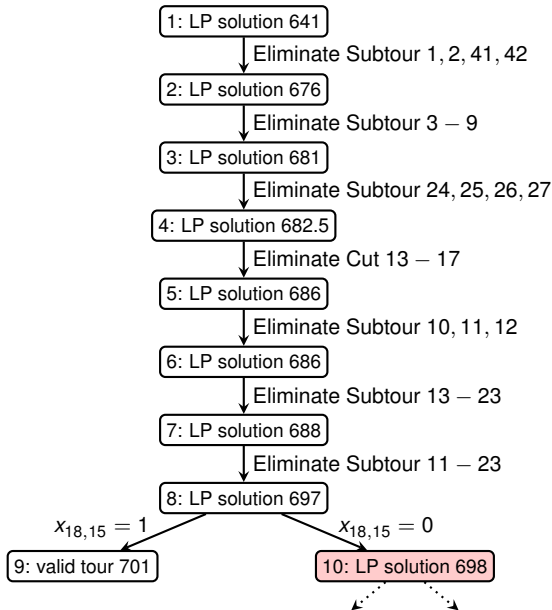 1: LP solution 641
Eliminate Subtour 1, 2, 41, 42
2: LP solution 676
Eliminate Subtour 3 − 9
3: LP solution 681
Eliminate Subtour 24, 25, 26, 27
4: LP solution 682.5
Eliminate Cut 13 − 17
5: LP solution 686
Eliminate Subtour 10, 11, 12
6: LP solution 686
Eliminate Subtour 13 − 23
7: LP solution 688
Eliminate Subtour 11 − 23
8: LP solution 697
x₁₈,₁₅ = 1
x₁₈,₁₅ = 0
9: valid tour 701
10: LP solution 698